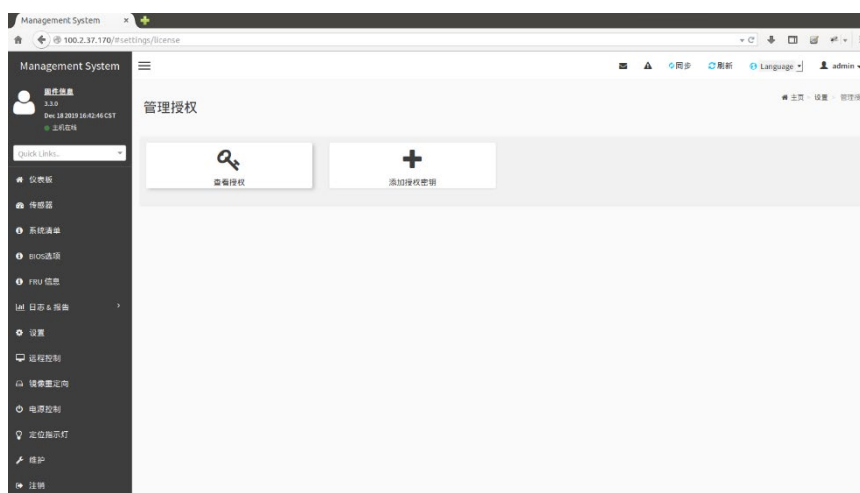 Management System
100.2.37.170/#settings/license
Management System
同步
刷新
Language
admin
固件信息
3.3.0
Dec 18 2019 16:42:46 CST
主机在线
管理授权
主页 - 设置 - 管理授
Quick Links...
查看授权
添加授权密钥
仪表板
传感器
系统清单
BIOS选项
FRU 信息
日志 & 报告
设置
远程控制
镜像重定向
电源控制
定位指示灯
维护
注销